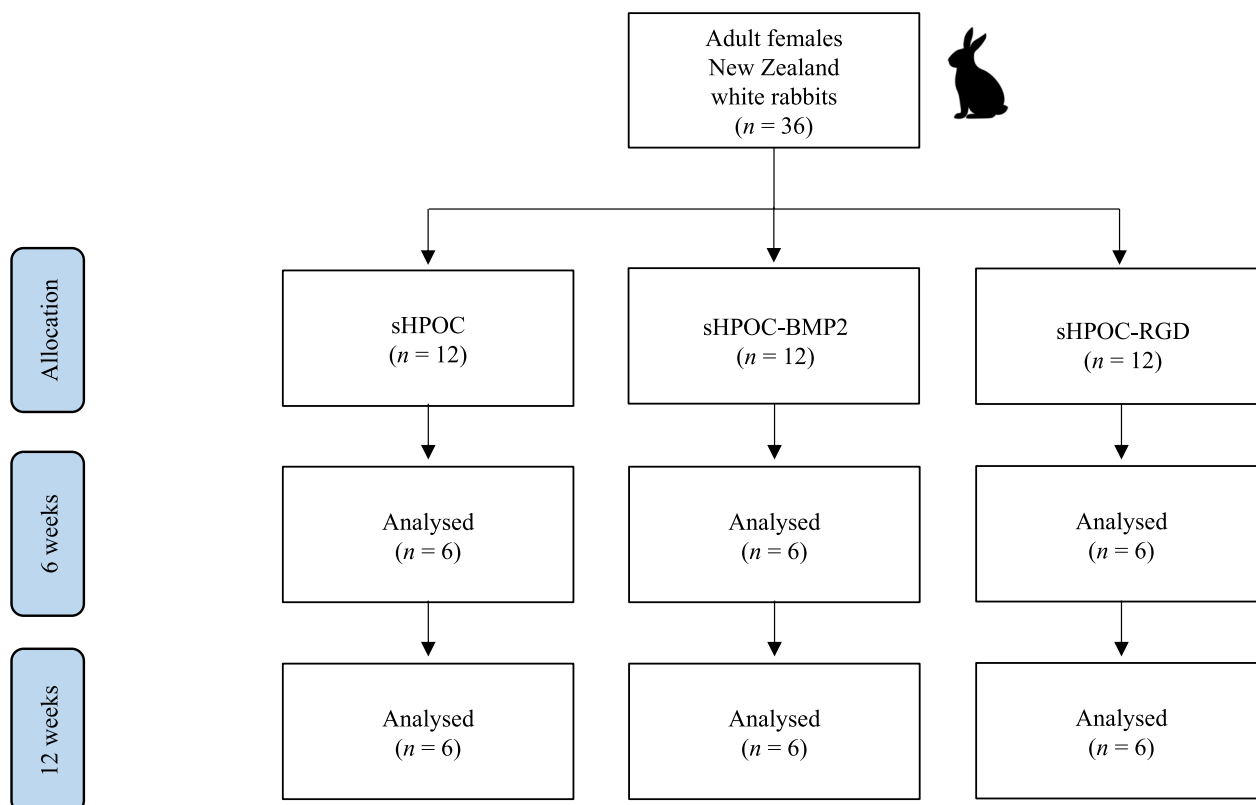 Adult females
New Zealand
white rabbits
(n = 36)
Allocation
sHPOC
(n = 12)
sHPOC-BMP2
(n = 12)
sHPOC-RGD
(n = 12)
6 weeks
Analysed
(n = 6)
Analysed
(n = 6)
Analysed
(n = 6)
12 weeks
Analysed
(n = 6)
Analysed
(n = 6)
Analysed
(n = 6)